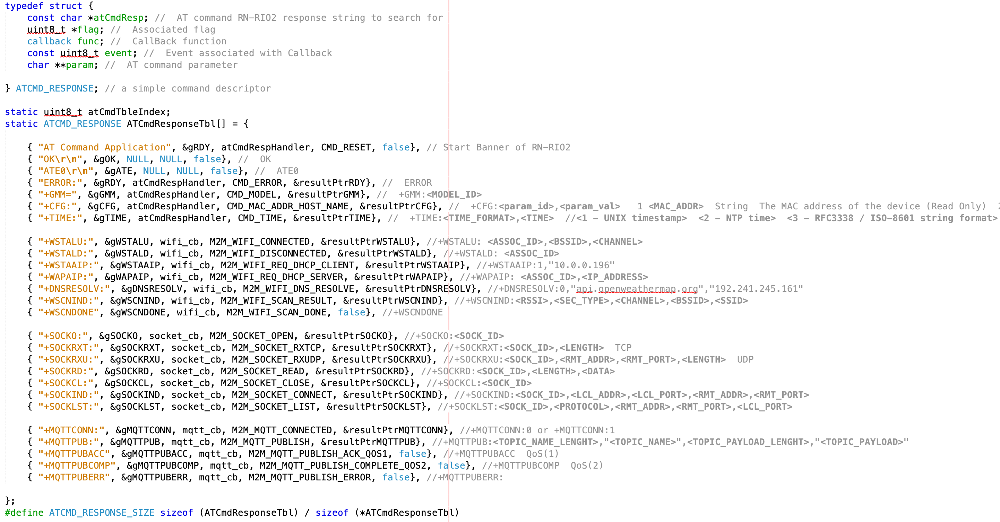 typedef struct {
    const char *atCmdResp; //  AT command RN-RIO2 response string to search for
    uint8_t *flag; //  Associated flag
    callback func; //  CallBack function
    const uint8_t event; //  Event associated with Callback
    char **param; //  AT command parameter
} ATCMD_RESPONSE; // a simple command descriptor
static uint8_t atCmdTbleIndex;
static ATCMD_RESPONSE ATCmdResponseTbl[] = {
    { "AT Command Application", &gRDY, atCmdRespHandler, CMD_RESET, false}, // Start Banner of RN-RIO2
    { "OK\r\n", &gOK, NULL, NULL, false}, //  OK
    { "ATE0\r\n", &gATE, NULL, NULL, false}, //  ATE0
    { "ERROR:", &gRDY, atCmdRespHandler, CMD_ERROR, &resultPtrRDY}, //  ERROR
    { "+GMM=", &gGMM, atCmdRespHandler, CMD_MODEL, &resultPtrGMM}, //  +GMM:<MODEL_ID>
    { "+CFG:", &gCFG, atCmdRespHandler, CMD_MAC_ADDR_HOST_NAME, &resultPtrCFG}, //  +CFG:<param_id>,<param_val>   1 <MAC_ADDR>  String  The MAC address of the device (Read Only)
    { "+TIME:", &gTIME, atCmdRespHandler, CMD_TIME, &resultPtrTIME}, //  +TIME:<TIME_FORMAT>,<TIME>  //<1 - UNIX timestamp>  <2 - NTP time>  <3 - RFC3338 / ISO-8601 string format>
    { "+WSTALU:", &gWSTALU, wifi_cb, M2M_WIFI_CONNECTED, &resultPtrWSTALU}, //+WSTALU: <ASSOC_ID>,<BSSID>,<CHANNEL>
    { "+WSTALD:", &gWSTALD, wifi_cb, M2M_WIFI_DISCONNECTED, &resultPtrWSTALD}, //+WSTALD: <ASSOC_ID>
    { "+WSTAAIP:", &gWSTAAIP, wifi_cb, M2M_WIFI_REQ_DHCP_CLIENT, &resultPtrWSTAAIP}, //+WSTAAIP:1,"10.0.0.196"
    { "+WAPAIP:", &gWAPAIP, wifi_cb, M2M_WIFI_REQ_DHCP_SERVER, &resultPtrWAPAIP}, //+WAPAIP: <ASSOC_ID>,<IP_ADDRESS>
    { "+DNSRESOLV:", &gDNSRESOLV, wifi_cb, M2M_WIFI_DNS_RESOLVE, &resultPtrDNSRESOLV}, //+DNSRESOLV:0,"api.openweathermap.org","192.241.245.161"
    { "+WSCNIND:", &gWSCNIND, wifi_cb, M2M_WIFI_SCAN_RESULT, &resultPtrWSCNIND}, //+WSCNIND:<RSSI>,<SEC_TYPE>,<CHANNEL>,<BSSID>,<SSID>
    { "+WSCNDONE", &gWSCNDONE, wifi_cb, M2M_WIFI_SCAN_DONE, false}, //+WSCNDONE
    { "+SOCKO:", &gSOCKO, socket_cb, M2M_SOCKET_OPEN, &resultPtrSOCKO}, //+SOCKO:<SOCK_ID>
    { "+SOCKRXT:", &gSOCKRXT, socket_cb, M2M_SOCKET_RXTCP, &resultPtrSOCKRXT}, //+SOCKRXT:<SOCK_ID>,<LENGTH>  TCP
    { "+SOCKRXU:", &gSOCKRXU, socket_cb, M2M_SOCKET_RXUDP, &resultPtrSOCKRXU}, //+SOCKRXU:<SOCK_ID>,<RMT_ADDR>,<RMT_PORT>,<LENGTH>  UDP
    { "+SOCKRD:", &gSOCKRD, socket_cb, M2M_SOCKET_READ, &resultPtrSOCKRD}, //+SOCKRD:<SOCK_ID>,<LENGTH>,<DATA>
    { "+SOCKCL:", &gSOCKCL, socket_cb, M2M_SOCKET_CLOSE, &resultPtrSOCKCL}, //+SOCKCL:<SOCK_ID>
    { "+SOCKIND:", &gSOCKIND, socket_cb, M2M_SOCKET_CONNECT, &resultPtrSOCKIND}, //+SOCKIND:<SOCK_ID>,<LCL_ADDR>,<LCL_PORT>,<RMT_ADDR>,<RMT_PORT>
    { "+SOCKLST:", &gSOCKLST, socket_cb, M2M_SOCKET_LIST, &resultPtrSOCKLST}, //+SOCKLST:<SOCK_ID>,<PROTOCOL>,<RMT_ADDR>,<RMT_PORT>,<LCL_PORT>
    { "+MQTTCONN:", &gMQTTCONN, mqtt_cb, M2M_MQTT_CONNECTED, &resultPtrMQTTCONN}, //+MQTTCONN:0 or +MQTTCONN:1
    { "+MQTTPUB:", &gMQTTPUB, mqtt_cb, M2M_MQTT_PUBLISH, &resultPtrMQTTPUB}, //+MQTTPUB:<TOPIC_NAME_LENGHT>,"<TOPIC_NAME>",<TOPIC_PAYLOAD_LENGHT>,"<TOPIC_PAYLOAD>"
    { "+MQTTPUBACC", &gMQTTPUBACC, mqtt_cb, M2M_MQTT_PUBLISH_ACK_QOS1, false}, //+MQTTPUBACC  QoS(1)
    { "+MQTTPUBCOMP", &gMQTTPUBCOMP, mqtt_cb, M2M_MQTT_PUBLISH_COMPLETE_QOS2, false}, //+MQTTPUBCOMP  QoS(2)
    { "+MQTTPUBERR", &gMQTTPUBERR, mqtt_cb, M2M_MQTT_PUBLISH_ERROR, false}, //+MQTTPUBERR:
};
#define ATCMD_RESPONSE_SIZE sizeof (ATCmdResponseTbl) / sizeof (*ATCmdResponseTbl)